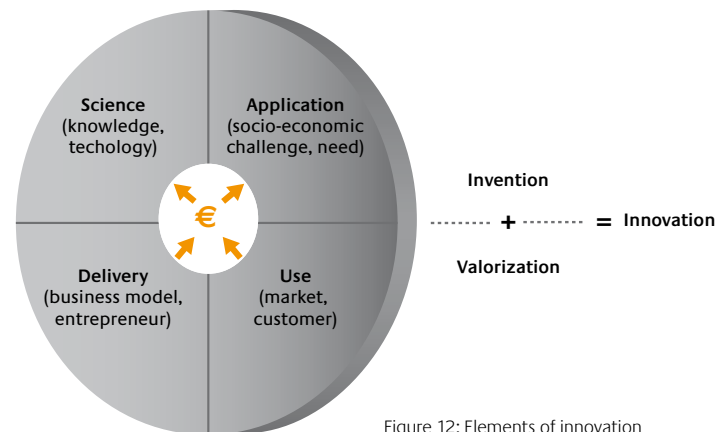 Science
(knowledge,
techology)
Application
(socio-economic
challenge, need)
€
Delivery
(business model,
entrepreneur)
Use
(market,
customer)
Invention
+ = Innovation
Valorization
Figure 12: Elements of innovation